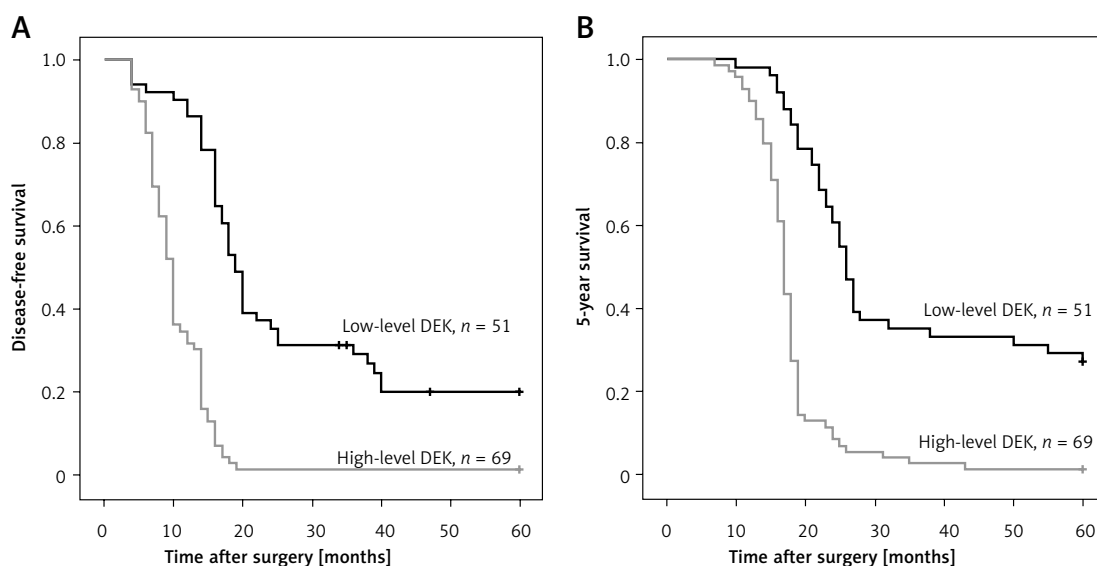 A
Disease-free survival
1.0
0.8
0.6
0.4
0.2
0
Low-level DEK, n = 51
High-level DEK, n = 69
0 10 20 30 40 50 60
Time after surgery [months]
B
5-year survival
1.0
0.8
0.6
0.4
0.2
0
Low-level DEK, n = 51
High-level DEK, n = 69
0 10 20 30 40 50 60
Time after surgery [months]